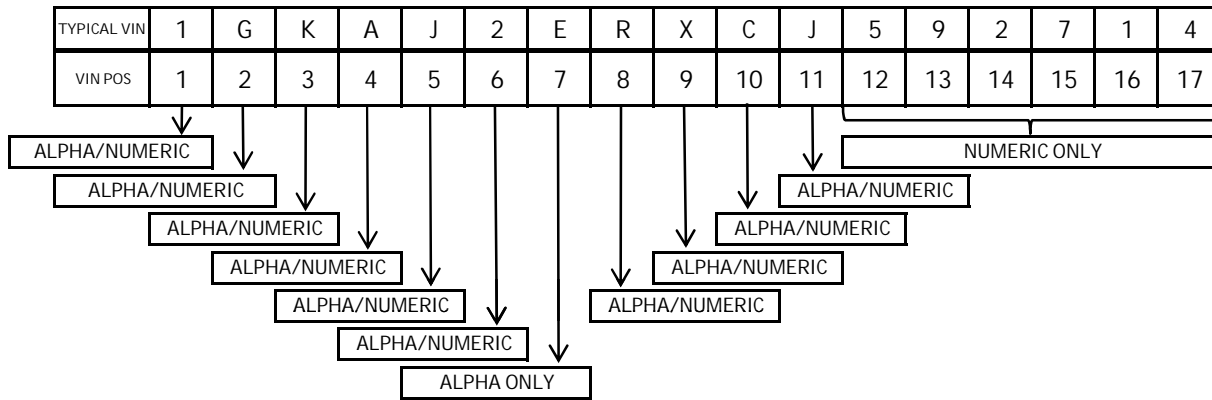 TYPICAL VIN 1 G K A J 2 E R X C J 5 9 2 7 1 4
VIN POS 1 2 3 4 5 6 7 8 9 10 11 12 13 14 15 16 17
ALPHA/NUMERIC NUMERIC ONLY
ALPHA/NUMERIC ALPHA/NUMERIC
ALPHA/NUMERIC ALPHA/NUMERIC
ALPHA/NUMERIC ALPHA/NUMERIC
ALPHA/NUMERIC ALPHA/NUMERIC
ALPHA/NUMERIC
ALPHA ONLY